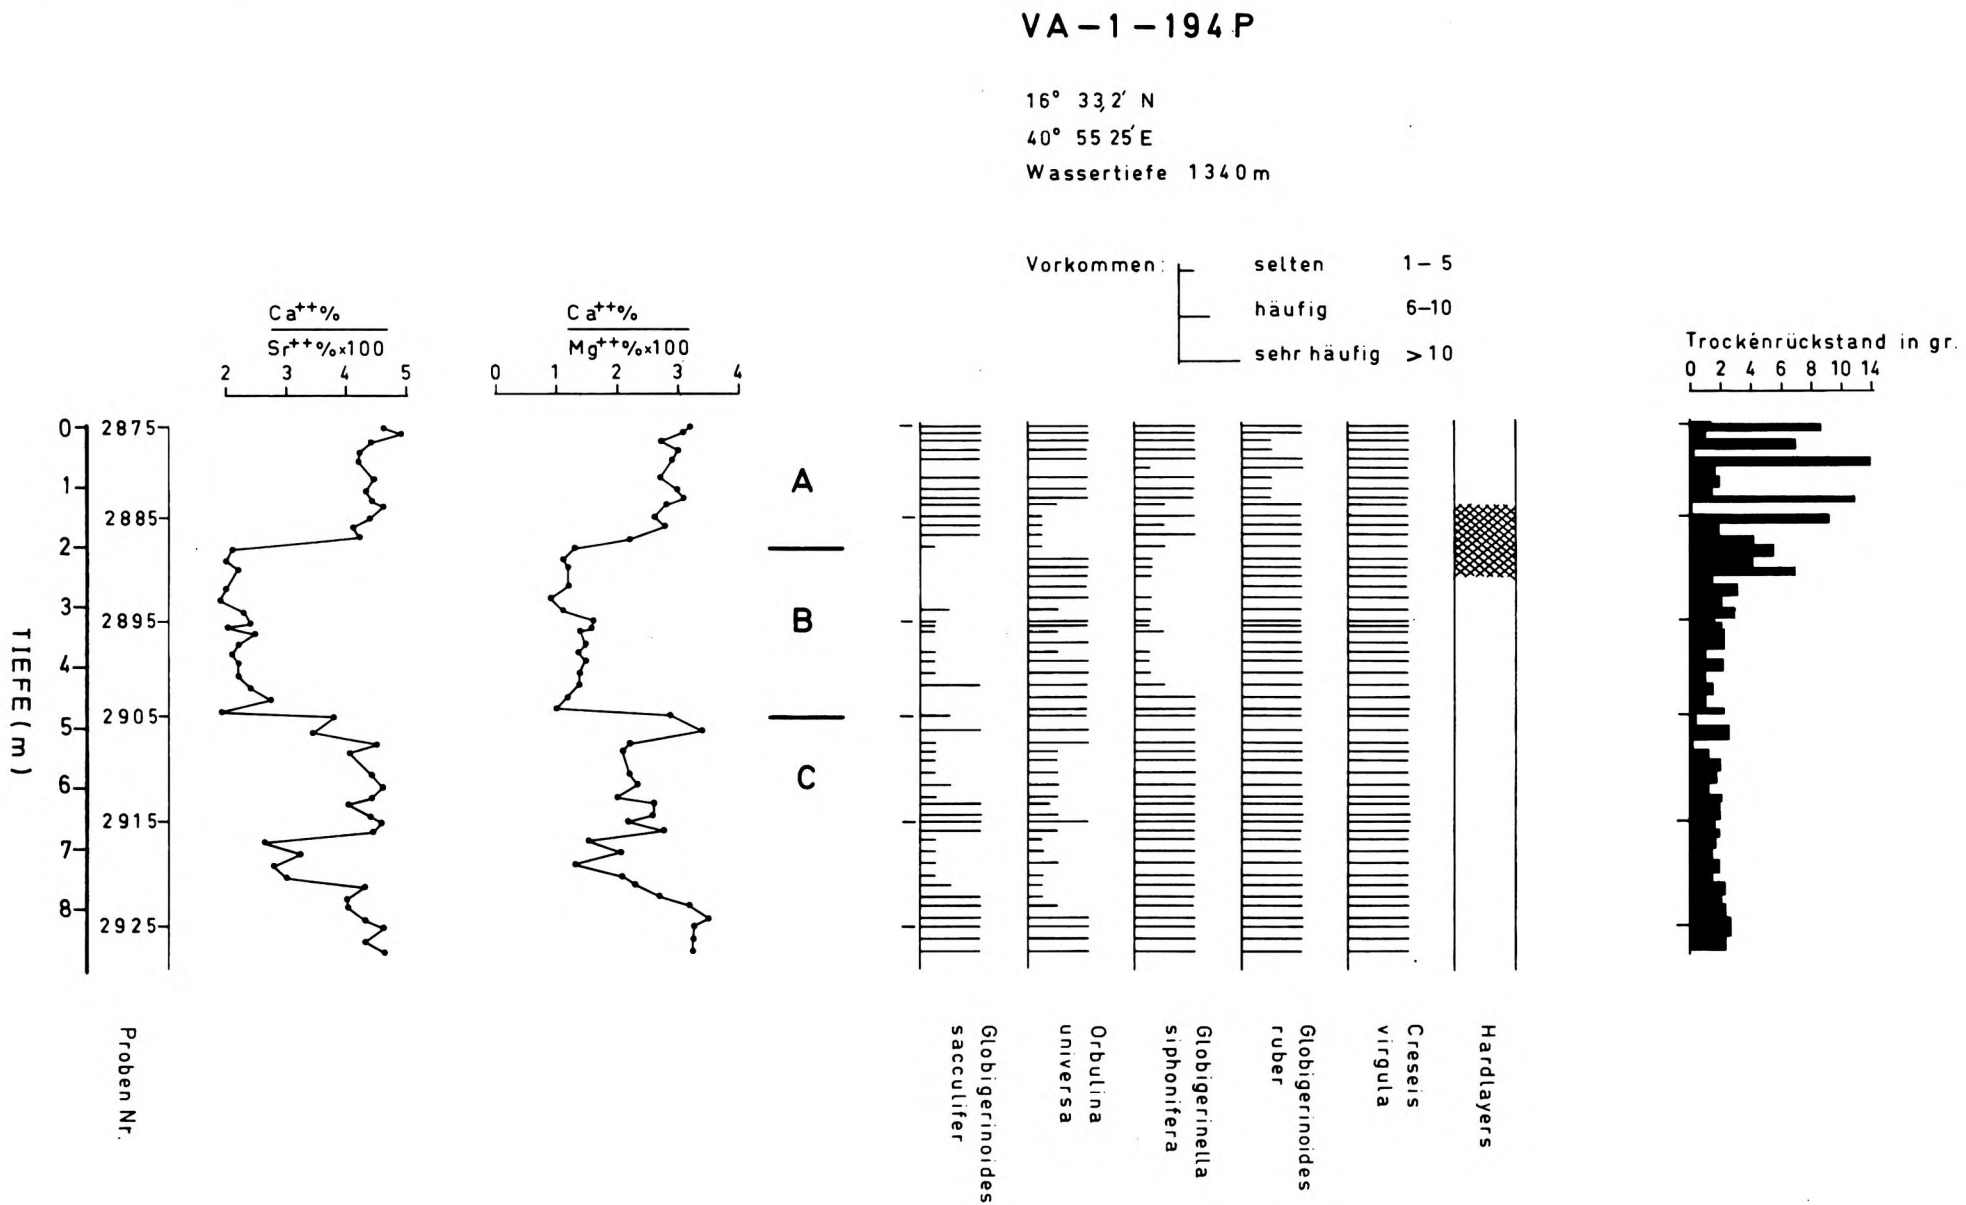 VA-1-194P
16° 33,2′ N
40° 55 25′ E
Wassertiefe 1340m
Vorkommen: selten 1-5
häufig 6-10
sehr häufig >10
Ca++%
Sr++%×100
2 3 4 5
Ca++%
Mg++%×100
0 1 2 3 4
Trockénrückstand in gr.
0 2 4 6 8 10 14
TIEFE (m)
0
1
2
3
4
5
6
7
8
2875
2885
2895
2905
2915
2925
Proben Nr.
A
B
C
Globigerinoides
sacculifer
Orbulina
universa
Globigerinella
siphonifera
Globigerinoides
ruber
Creseis
virgula
Hardlayers